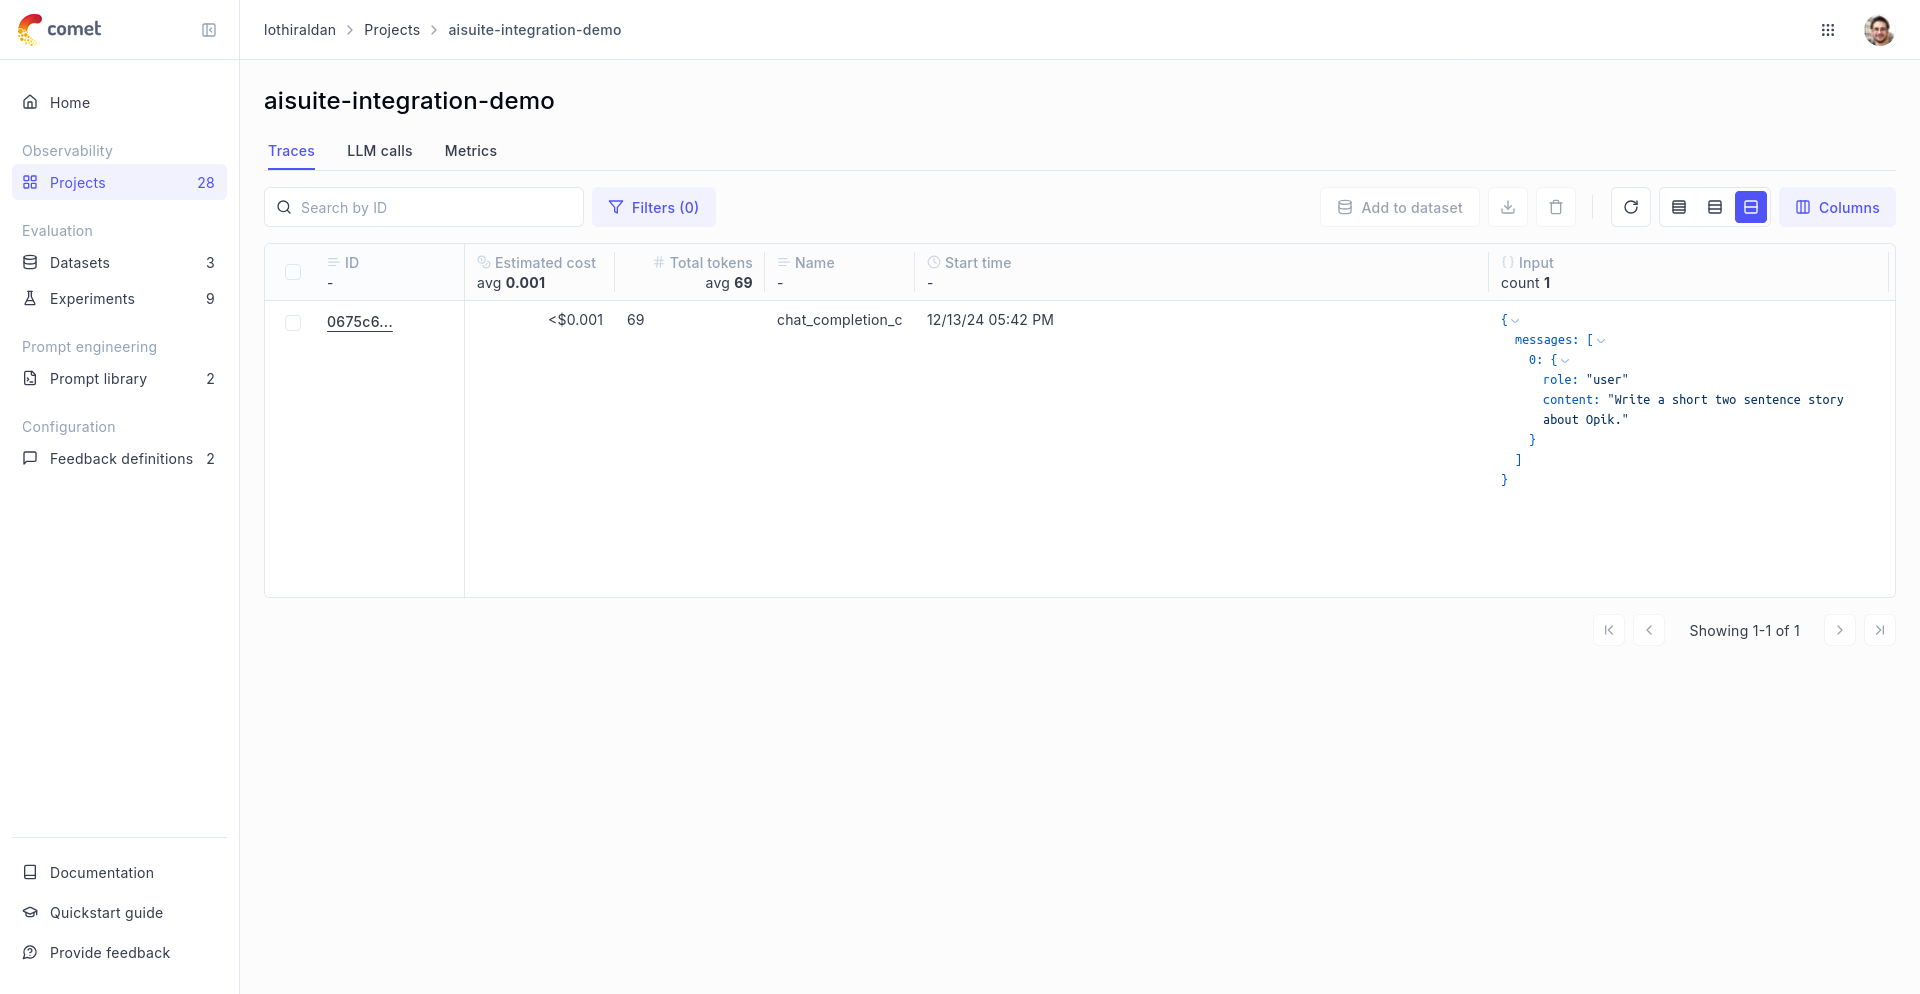 comet
lothiraldan > Projects > aisuite-integration-demo
Home
Observability
Projects 28
Evaluation
Datasets 3
Experiments 9
Prompt engineering
Prompt library 2
Configuration
Feedback definitions 2
Documentation
Quickstart guide
Provide feedback
aisuite-integration-demo
Traces LLM calls Metrics
Search by ID Filters (0) Add to dataset Columns
ID Estimated cost # Total tokens Name Start time {} Input
- avg 0.001 avg 69 - - count 1
0675c6... <$0.001 69 chat_completion_c 12/13/24 05:42 PM {
messages: [
0: {
role: "user"
content: "Write a short two sentence story
about Opik."
}
]
}
Showing 1-1 of 1